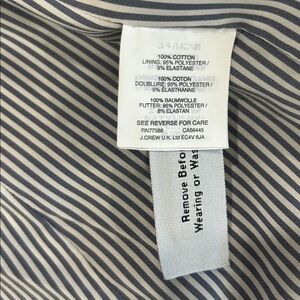 100% COTTON
LINING: 95% POLYESTER /
5% ELASTANE
100% COTON
DOUBLURE: 95% POLYESTER /
5% ELASTHANNE
100% BAUMWOLLE
FUTTER: 95% POLYESTER /
5% ELASTAN
SEE REVERSE FOR CARE
RN77388 CA56445
J.CREW U.K. Ltd EC4V 6JA
Remove Befo
Wearing or Was